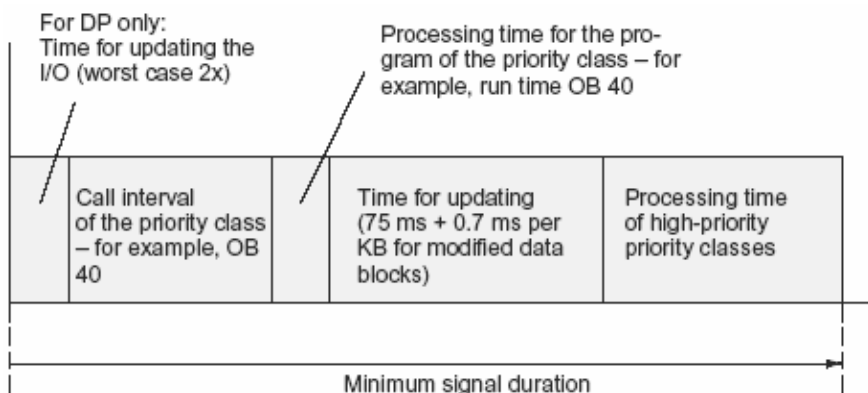 For DP only:
Time for updating the
I/O (worst case 2x)
Processing time for the pro-
gram of the priority class – for
example, run time OB 40
Call interval
of the priority class
– for example, OB
40
Time for updating
(75 ms + 0.7 ms per
KB for modified data
blocks)
Processing time
of high-priority
priority classes
Minimum signal duration